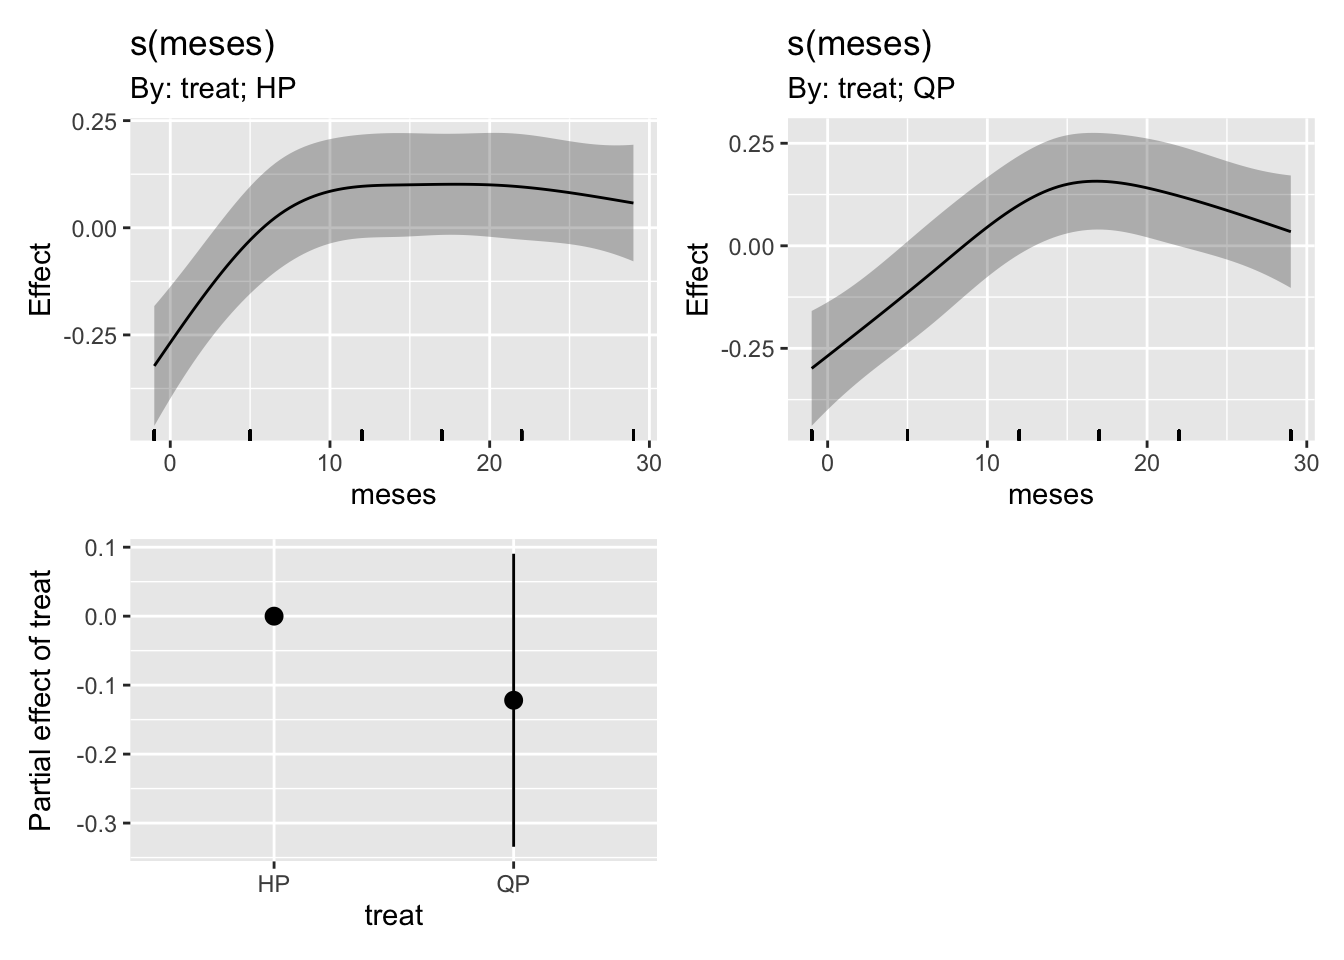 s(meses)
By: treat; HP
Effect
0.25
0.00
-0.25
0
10
20
30
meses
s(meses)
By: treat; QP
Effect
0.25
0.00
-0.25
0
10
20
30
meses
Partial effect of treat
0.1
0.0
-0.1
-0.2
-0.3
HP
QP
treat